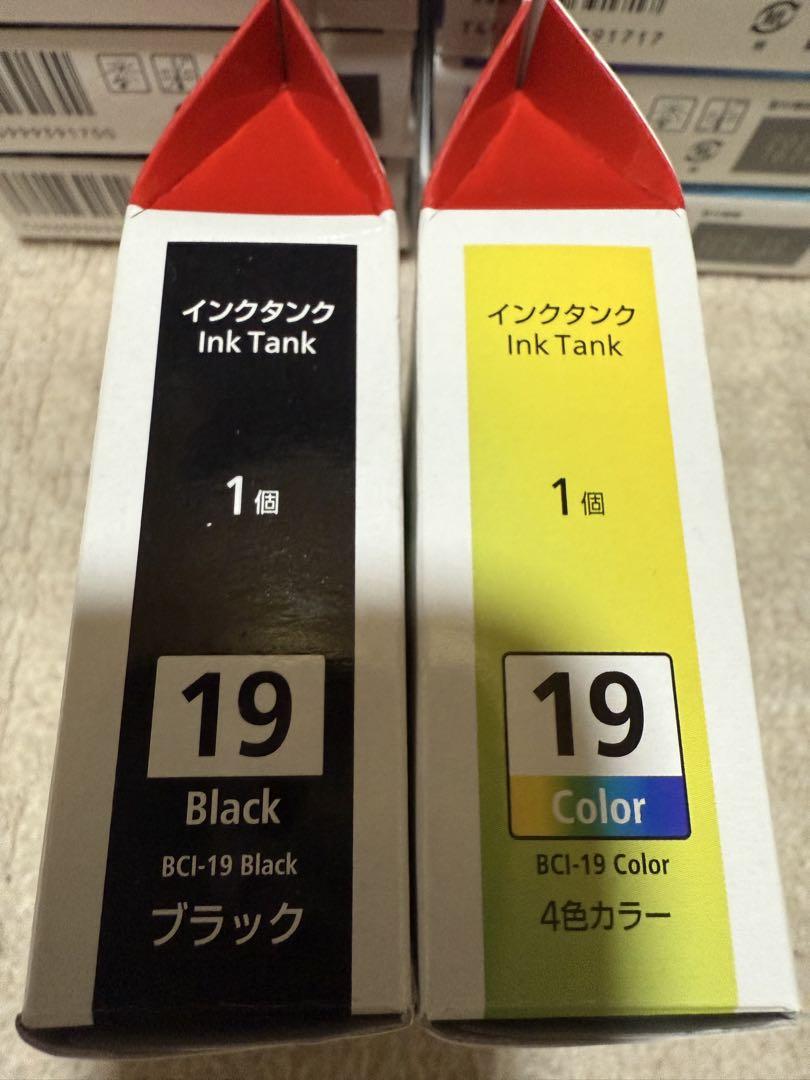 インクタンク
Ink Tank
1個
19
Black
BCI-19 Black
ブラック
インクタンク
Ink Tank
1個
19
Color
BCI-19 Color
4色カラー